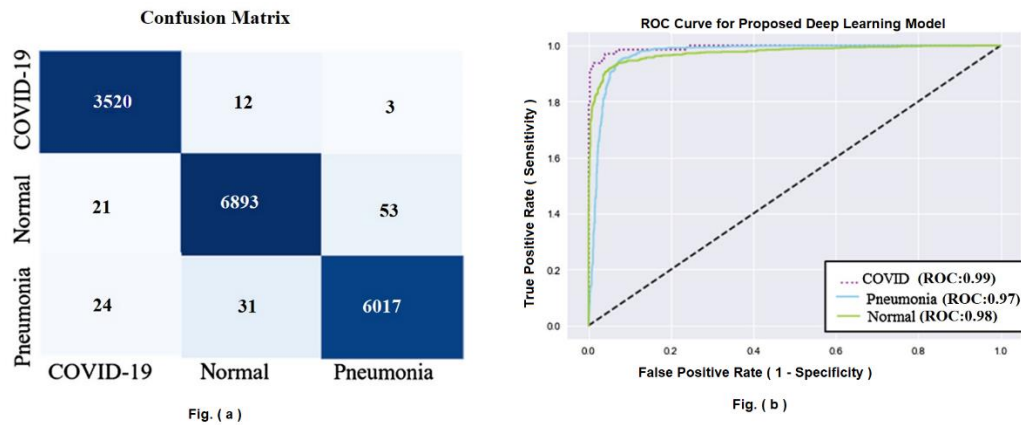 Confusion Matrix
COVID-19
3520
12
3
Normal
21
6893
53
Pneumonia
24
31
6017
COVID-19
Normal
Pneumonia
Fig. ( a )
ROC Curve for Proposed Deep Learning Model
True Positive Rate ( Sensitivity )
1.0
1.8
1.6
1.4
1.2
0.0
COVID (ROC:0.99)
Pneumonia (ROC:0.97)
Normal (ROC:0.98)
0.0
0.2
0.4
0.6
0.8
1.0
False Positive Rate ( 1 - Specificity )
Fig. ( b )